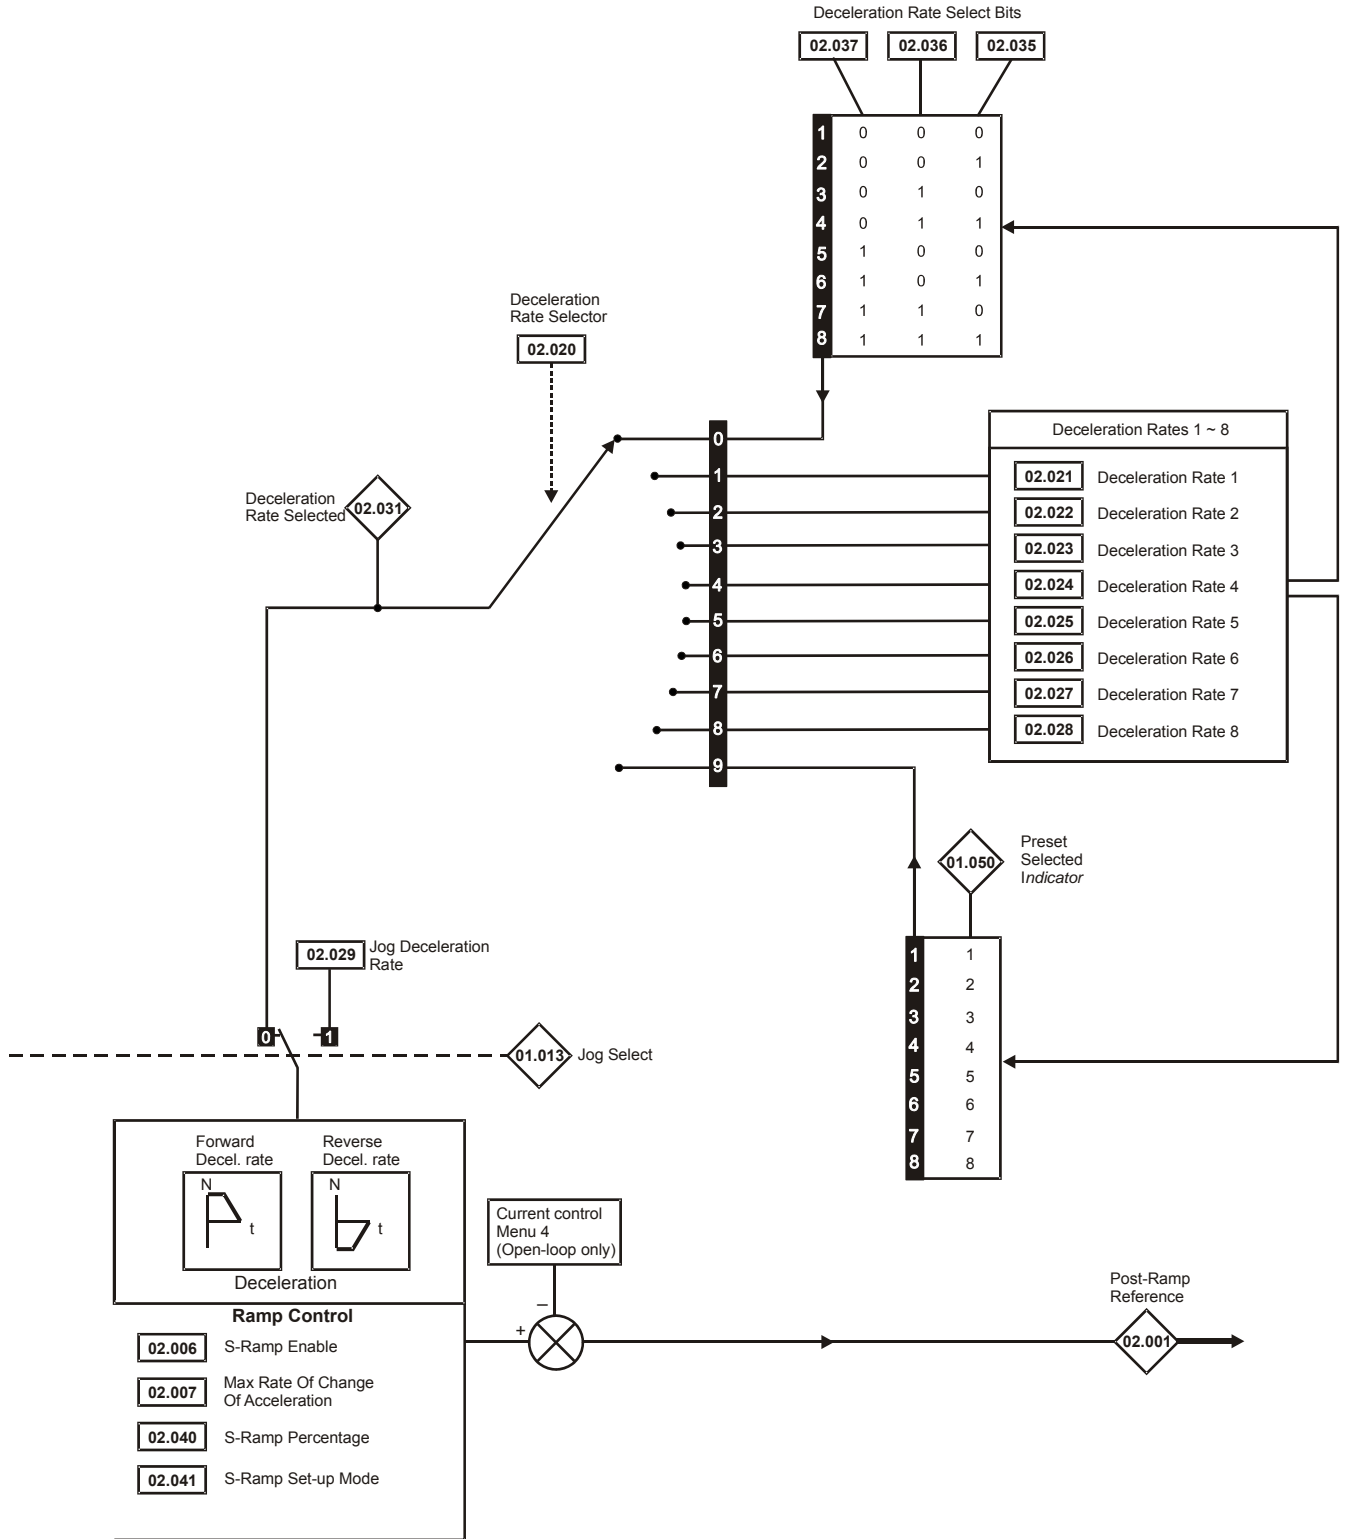 Deceleration Rate Select Bits
02.037 02.036 02.035
1 0 0 0
2 0 0 1
3 0 1 0
4 0 1 1
5 1 0 0
6 1 0 1
7 1 1 0
8 1 1 1
Deceleration
Rate Selector
02.020
Deceleration
Rate Selected
02.031
0
1
2
3
4
5
6
7
8
9
Deceleration Rates 1 ~ 8
02.021 Deceleration Rate 1
02.022 Deceleration Rate 2
02.023 Deceleration Rate 3
02.024 Deceleration Rate 4
02.025 Deceleration Rate 5
02.026 Deceleration Rate 6
02.027 Deceleration Rate 7
02.028 Deceleration Rate 8
01.050
Preset
Selected
Indicator
1 1
2 2
3 3
4 4
5 5
6 6
7 7
8 8
02.029
Jog Deceleration
Rate
0 1
01.013 Jog Select
Forward
Decel. rate
N
t
Reverse
Decel. rate
N
t
Deceleration
Ramp Control
02.006 S-Ramp Enable
02.007
Max Rate Of Change
Of Acceleration
02.040 S-Ramp Percentage
02.041 S-Ramp Set-up Mode
Current control
Menu 4
(Open-loop only)
–
+
Post-Ramp
Reference
02.001